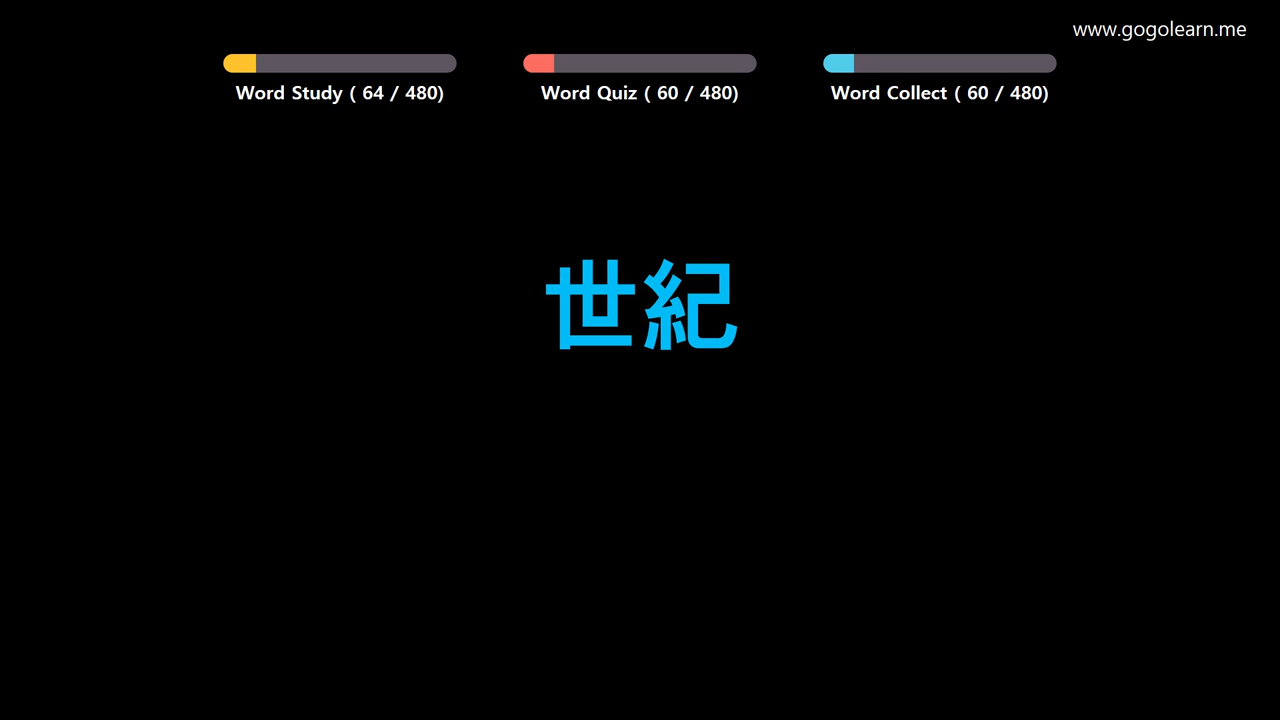 www.gogolearn.me
Word Study ( 64 / 480) Word Quiz ( 60 / 480) Word Collect ( 60 / 480)
世紀